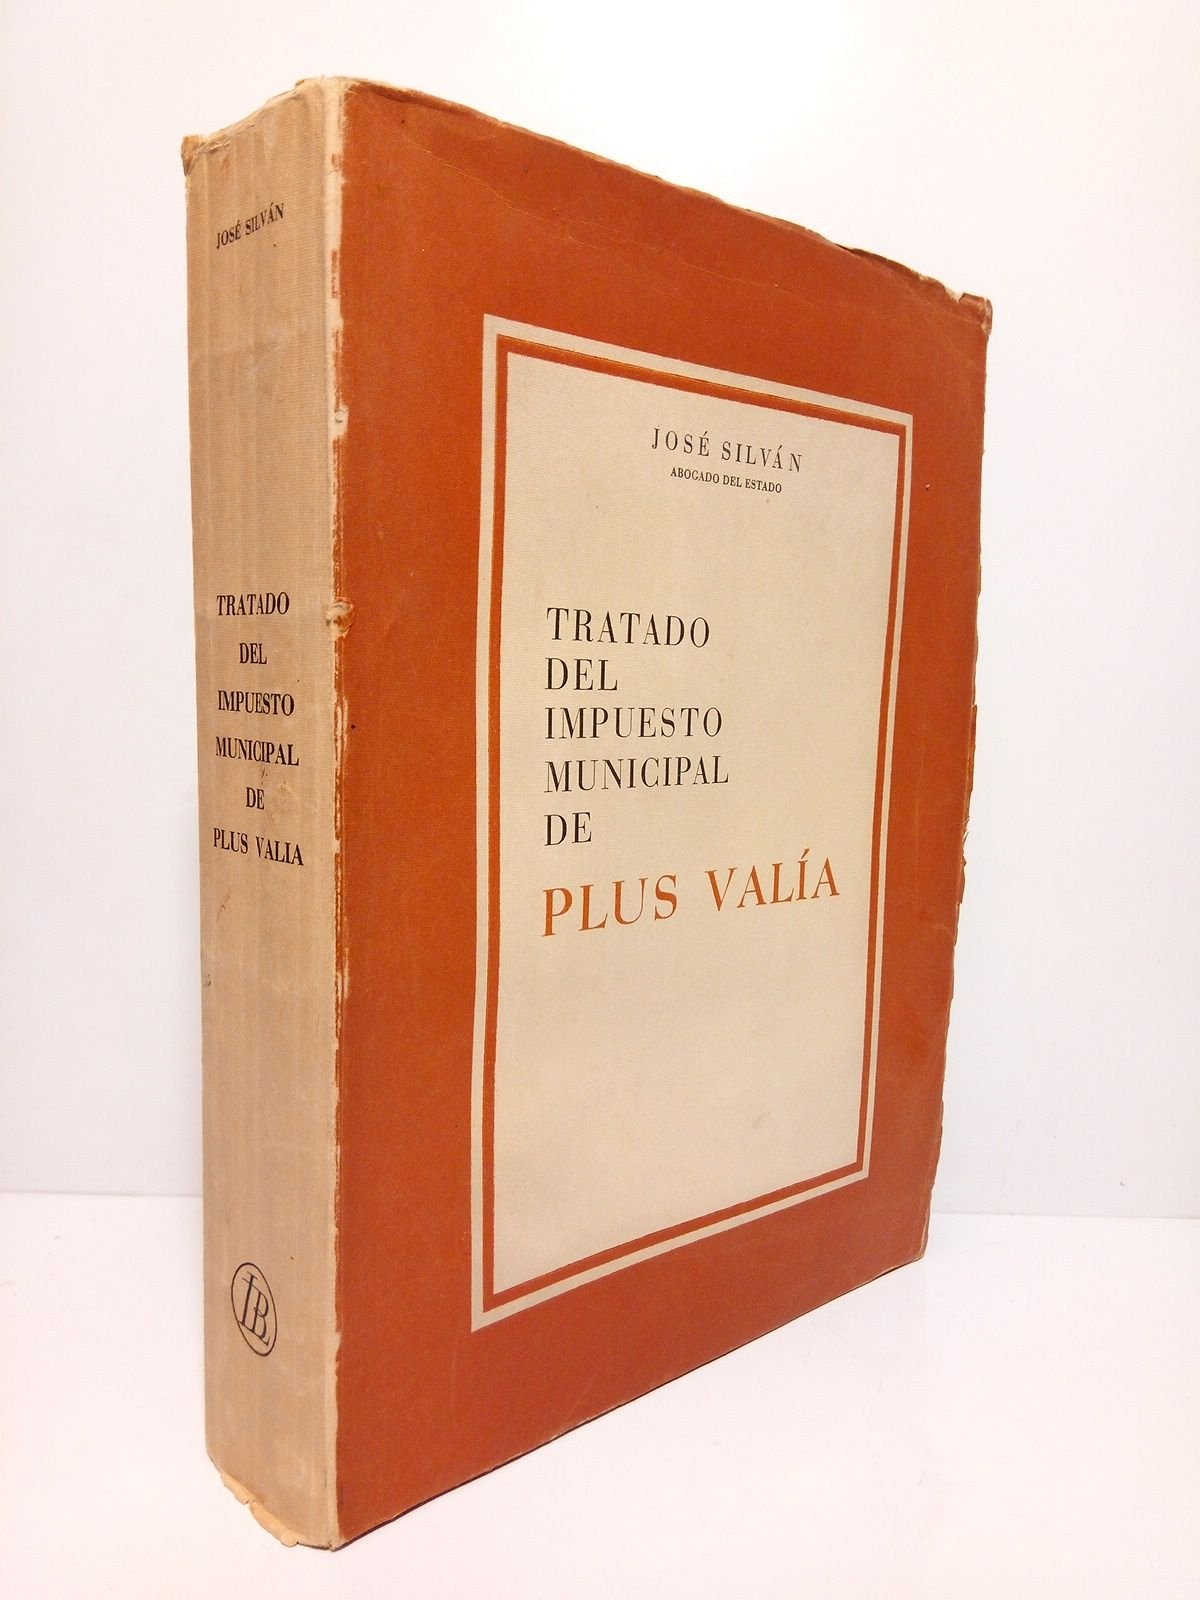 JOSÉ SILVÁN
TRATADO
DEL
IMPUESTO
MUNICIPAL
DE
PLUS VALIA
JOSÉ SILVÁN
ABOGADO DEL ESTADO
TRATADO
DEL
IMPUESTO
MUNICIPAL
DE
PLUS VALÍA